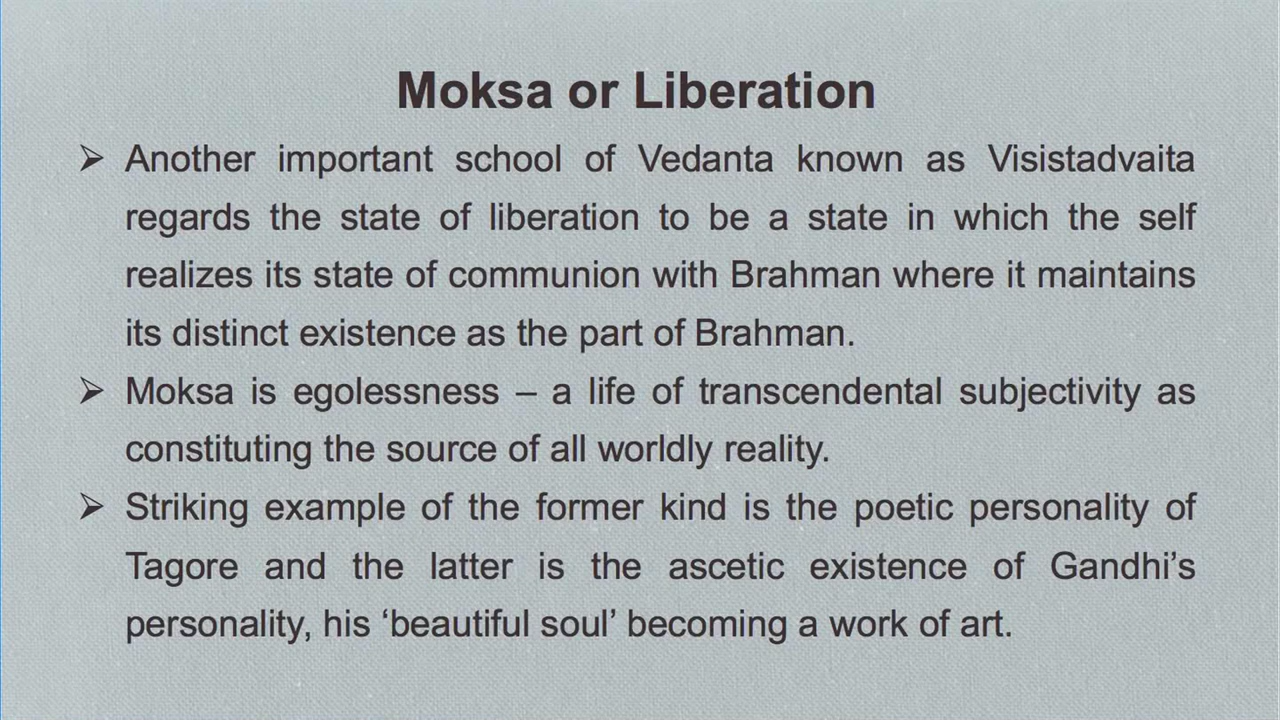 Moksa or Liberation
➢ Another important school of Vedanta known as Visistadvaita
regards the state of liberation to be a state in which the self
realizes its state of communion with Brahman where it maintains
its distinct existence as the part of Brahman.
➢ Moksa is egolessness – a life of transcendental subjectivity as
constituting the source of all worldly reality.
➢ Striking example of the former kind is the poetic personality of
Tagore and the latter is the ascetic existence of Gandhi’s
personality, his ‘beautiful soul’ becoming a work of art.